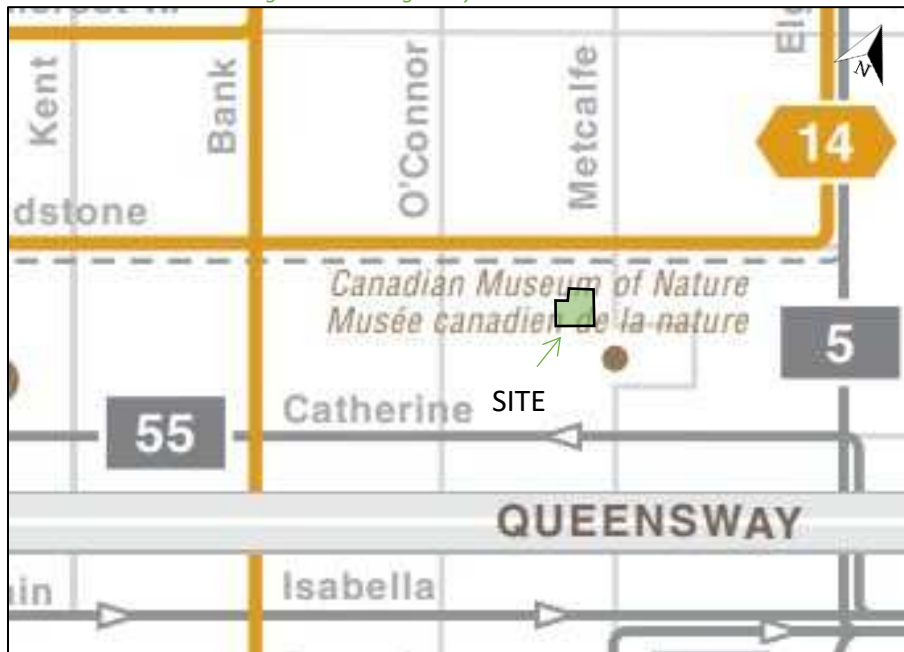 Kent
Bank
O'Connor
Metcalfe
N
14
dstone
Canadian Museum of Nature
Musée canadien de la nature
5
SITE
Catherine
55
QUEENSWAY
Isabella
ain